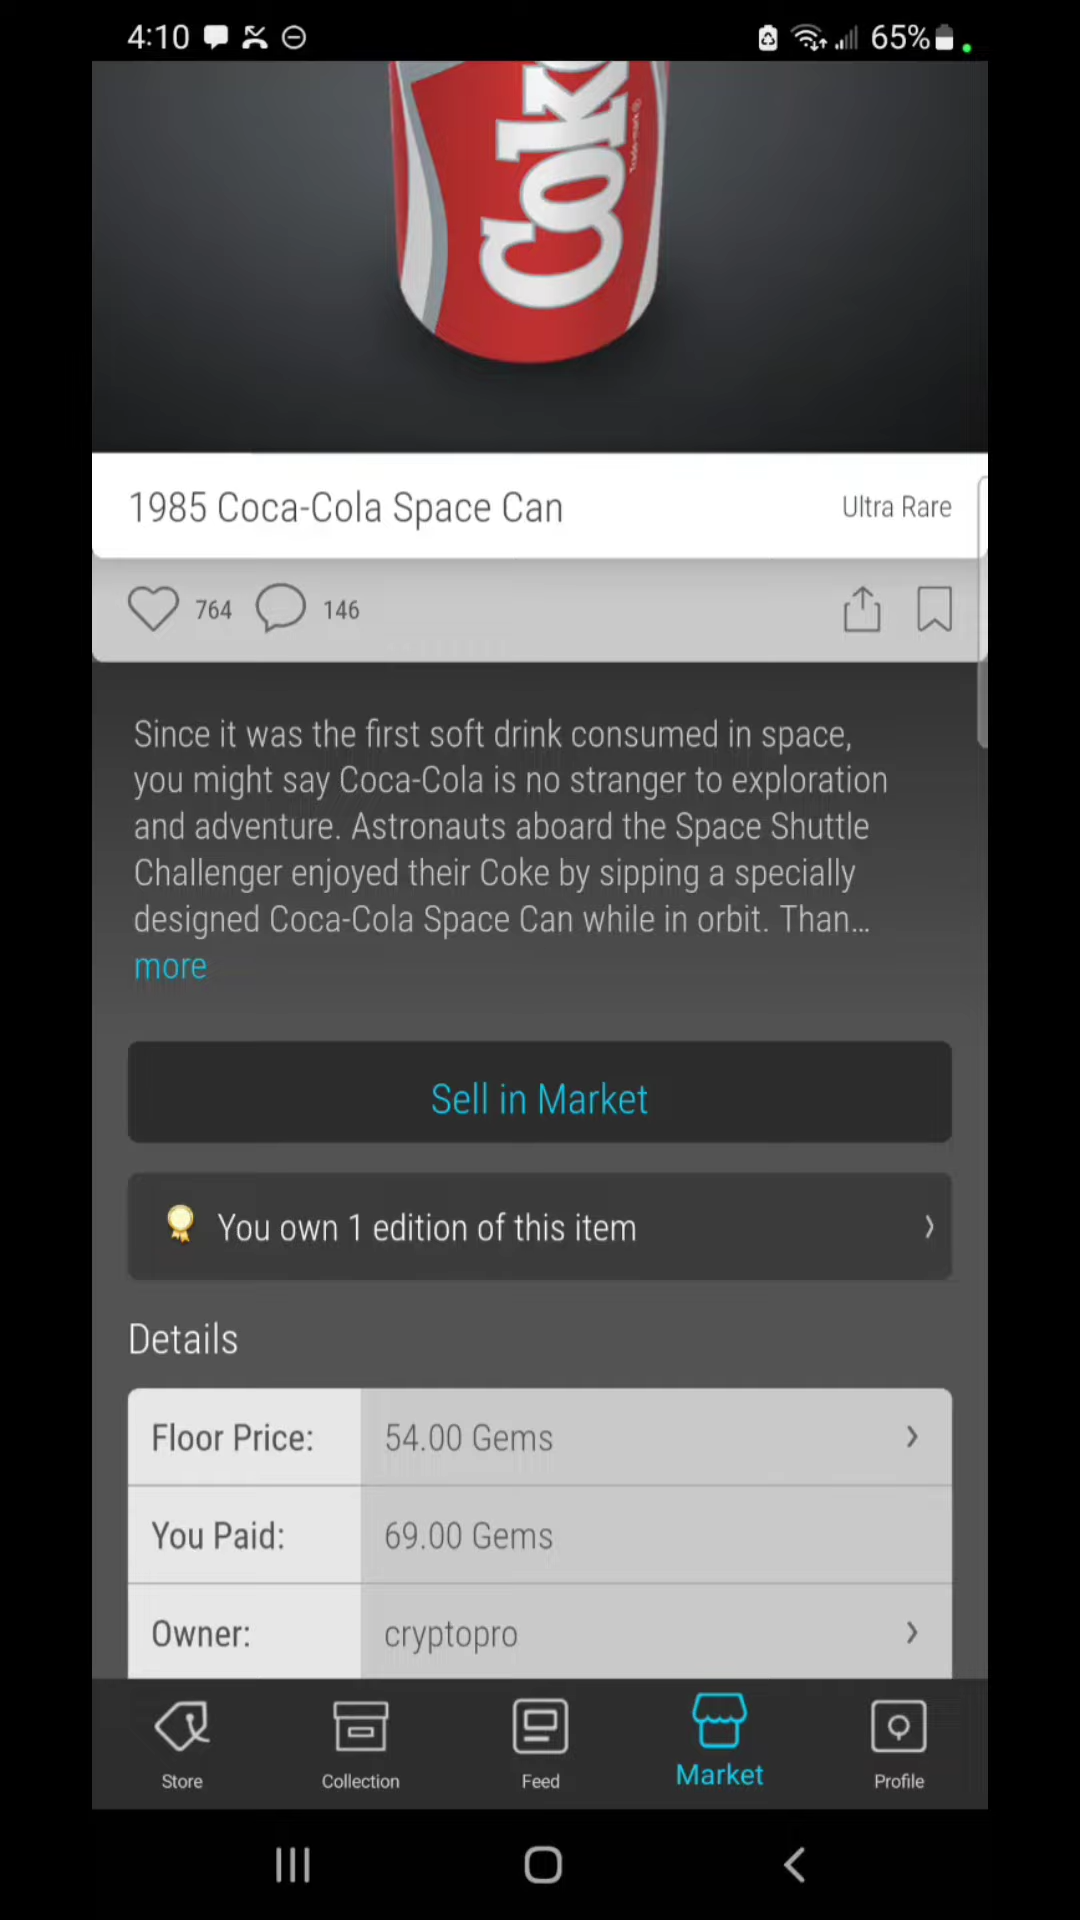 4:10
65%
Coke
Trade-mark ®
1985 Coca-Cola Space Can
Ultra Rare
764
146
Since it was the first soft drink consumed in space,
you might say Coca-Cola is no stranger to exploration
and adventure. Astronauts aboard the Space Shuttle
Challenger enjoyed their Coke by sipping a specially
designed Coca-Cola Space Can while in orbit. Than...
more
Sell in Market
You own 1 edition of this item
Details
Floor Price:
54.00 Gems
You Paid:
69.00 Gems
Owner:
cryptopro
Store
Collection
Feed
Market
Profile